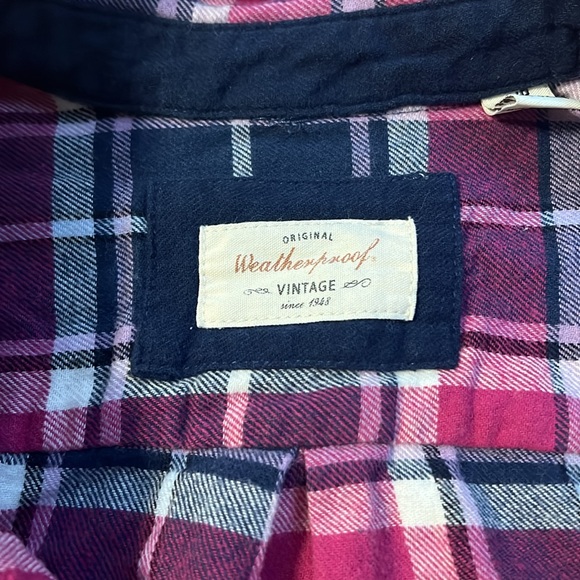 ORIGINAL
Weatherproof
VINTAGE
since 1948